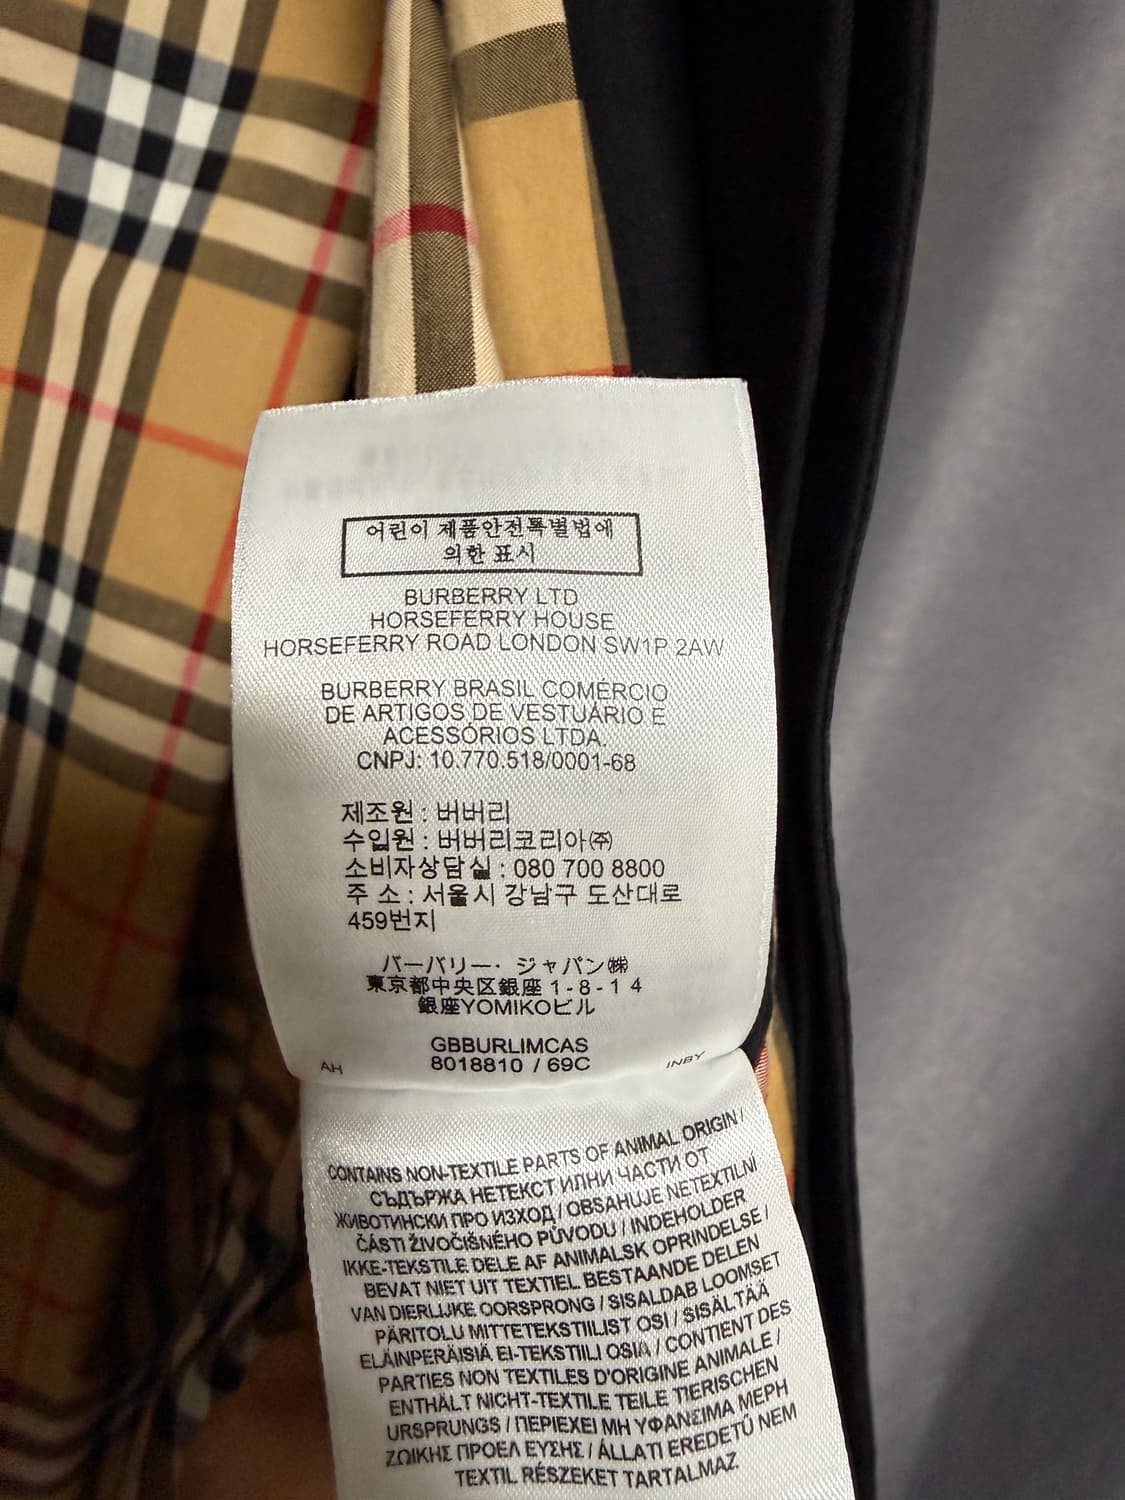 어린이 제품안전특별법에
의한 표시
BURBERRY LTD
HORSEFERRY HOUSE
HORSEFERRY ROAD LONDON SW1P 2AW
BURBERRY BRASIL COMÉRCIO
DE ARTIGOS DE VESTUÁRIO E
ACESSÓRIOS LTDA.
CNPJ: 10.770.518/0001-68
제조원 : 버버리
수입원 : 버버리코리아㈜
소비자상담실 : 080 700 8800
주 소 : 서울시 강남구 도산대로
459번지
バーバリー· ジャパン㈱
東京都中央区銀座 1-8-14
銀座YOMIKOビル
GBBURLIMCAS
AH 8018810 / 69C INBY
CONTAINS NON-TEXTILE PARTS OF ANIMAL ORIGIN /
СЪДЪРЖА НЕТЕКСТ ИЛНИ ЧАСТИ ОТ
ЖИВОТИНСКИ ПРО ИЗХОД / OBSAHUJE NETEXTILNÍ
ČÁSTI ŽIVOČIŠNÉHO PŮVODU / INDEHOLDER
IKKE-TEKSTILE DELE AF ANIMALSK OPRINDELSE /
BEVAT NIET UIT TEXTIEL BESTAANDE DELEN
VAN DIERLIJKE OORSPRONG / SISALDAB LOOMSET
PÄRITOLU MITTETEKSTIILIST OSI / SISÄLTÄÄ
ELÄINPERÄISIÄ EI-TEKSTIILI OSIA / CONTIENT DES
PARTIES NON TEXTILES D'ORIGINE ANIMALE /
ENTHÄLT NICHT-TEXTILE TEILE TIERISCHEN
URSPRUNGS / ΠΕΡΙΕΧΕΙ ΜΗ ΥΦΑΝΣΙΜΑ ΜΕΡΗ
ΖΩΙΚΗΣ ΠΡΟΕΛ ΕΥΣΗΣ / ÁLLATI EREDETŰ NEM
TEXTIL RÉSZEKET TARTALMAZ